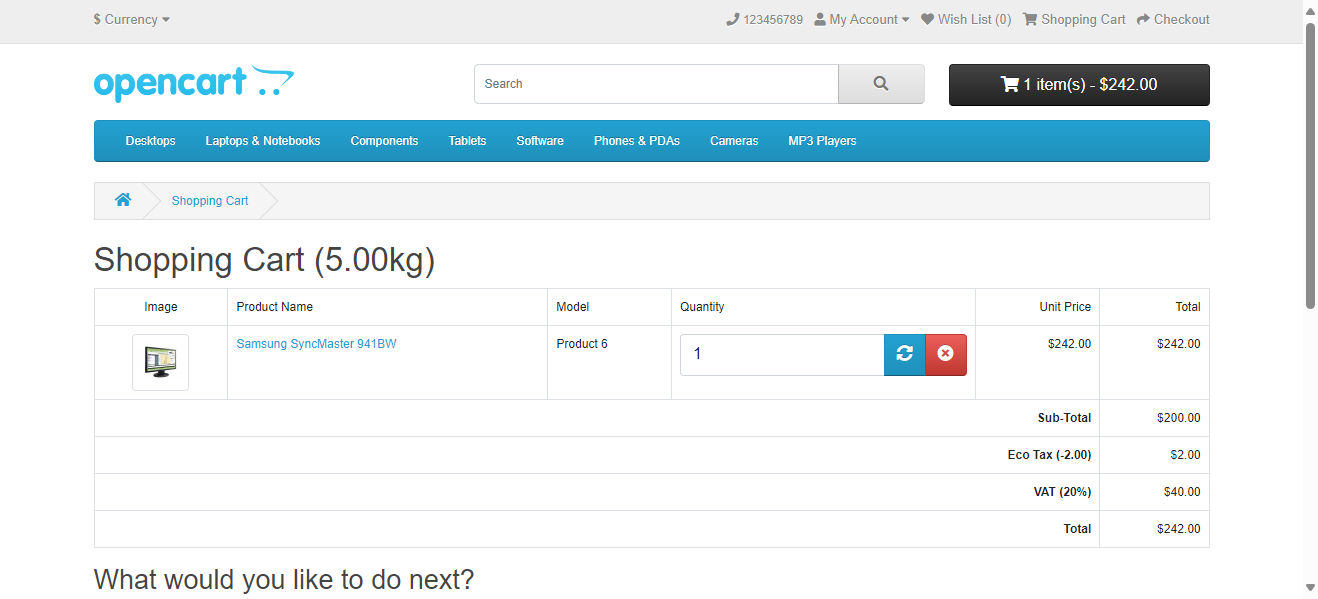 $ Currency
123456789 My Account Wish List (0) Shopping Cart Checkout
opencart
Search
1 item(s) - $242.00
Desktops Laptops & Notebooks Components Tablets Software Phones & PDAs Cameras MP3 Players
Shopping Cart
Shopping Cart (5.00kg)
Image Product Name Model Quantity Unit Price Total
Samsung SyncMaster 941BW Product 6 1 $242.00 $242.00
Sub-Total $200.00
Eco Tax (-2.00) $2.00
VAT (20%) $40.00
Total $242.00
What would you like to do next?